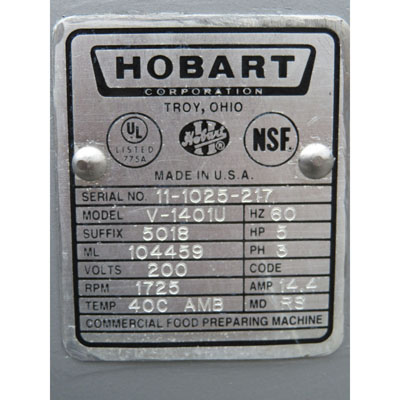 HOBART
CORPORATION
TROY, OHIO
UL LISTED 775A Hobart NSF
MADE IN U.S.A.
SERIAL NO. 11-1025-217
MODEL V-1401U HZ 60
SUFFIX 5018 HP 5
ML 104459 PH 3
VOLTS 200 CODE
RPM 1725 AMP 14.4
TEMP 40C AMB MD RS
COMMERCIAL FOOD PREPARING MACHINE